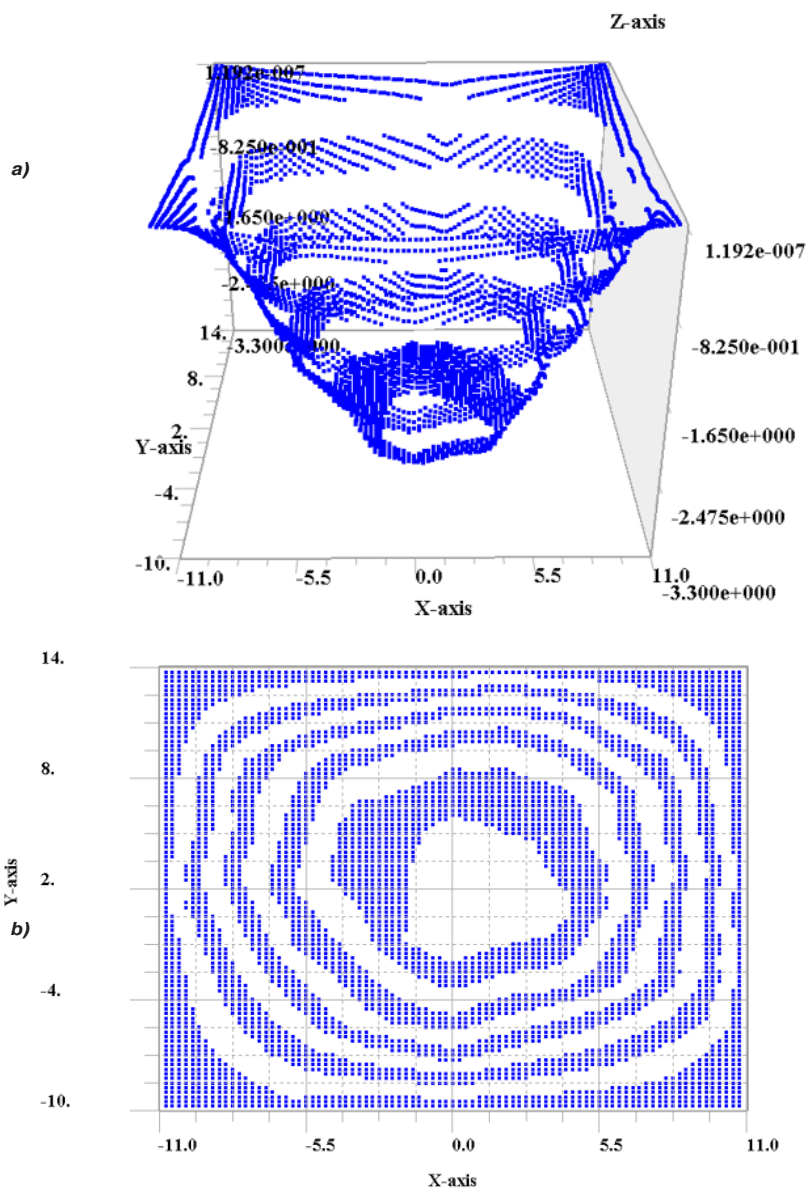 Z-axis
1.192e-007
-8.250e-001
a)
1.650e+000
1.192e-007
-3.300e+000
-8.250e-001
14.
8.
2.
Y-axis
-1.650e+000
-4.
-2.475e+000
-10.
-11.0 -5.5 0.0 5.5 11.0
-3.300e+000
X-axis
14.
8.
2.
Y-axis
b)
-4.
-10.
-11.0 -5.5 0.0 5.5 11.0
X-axis